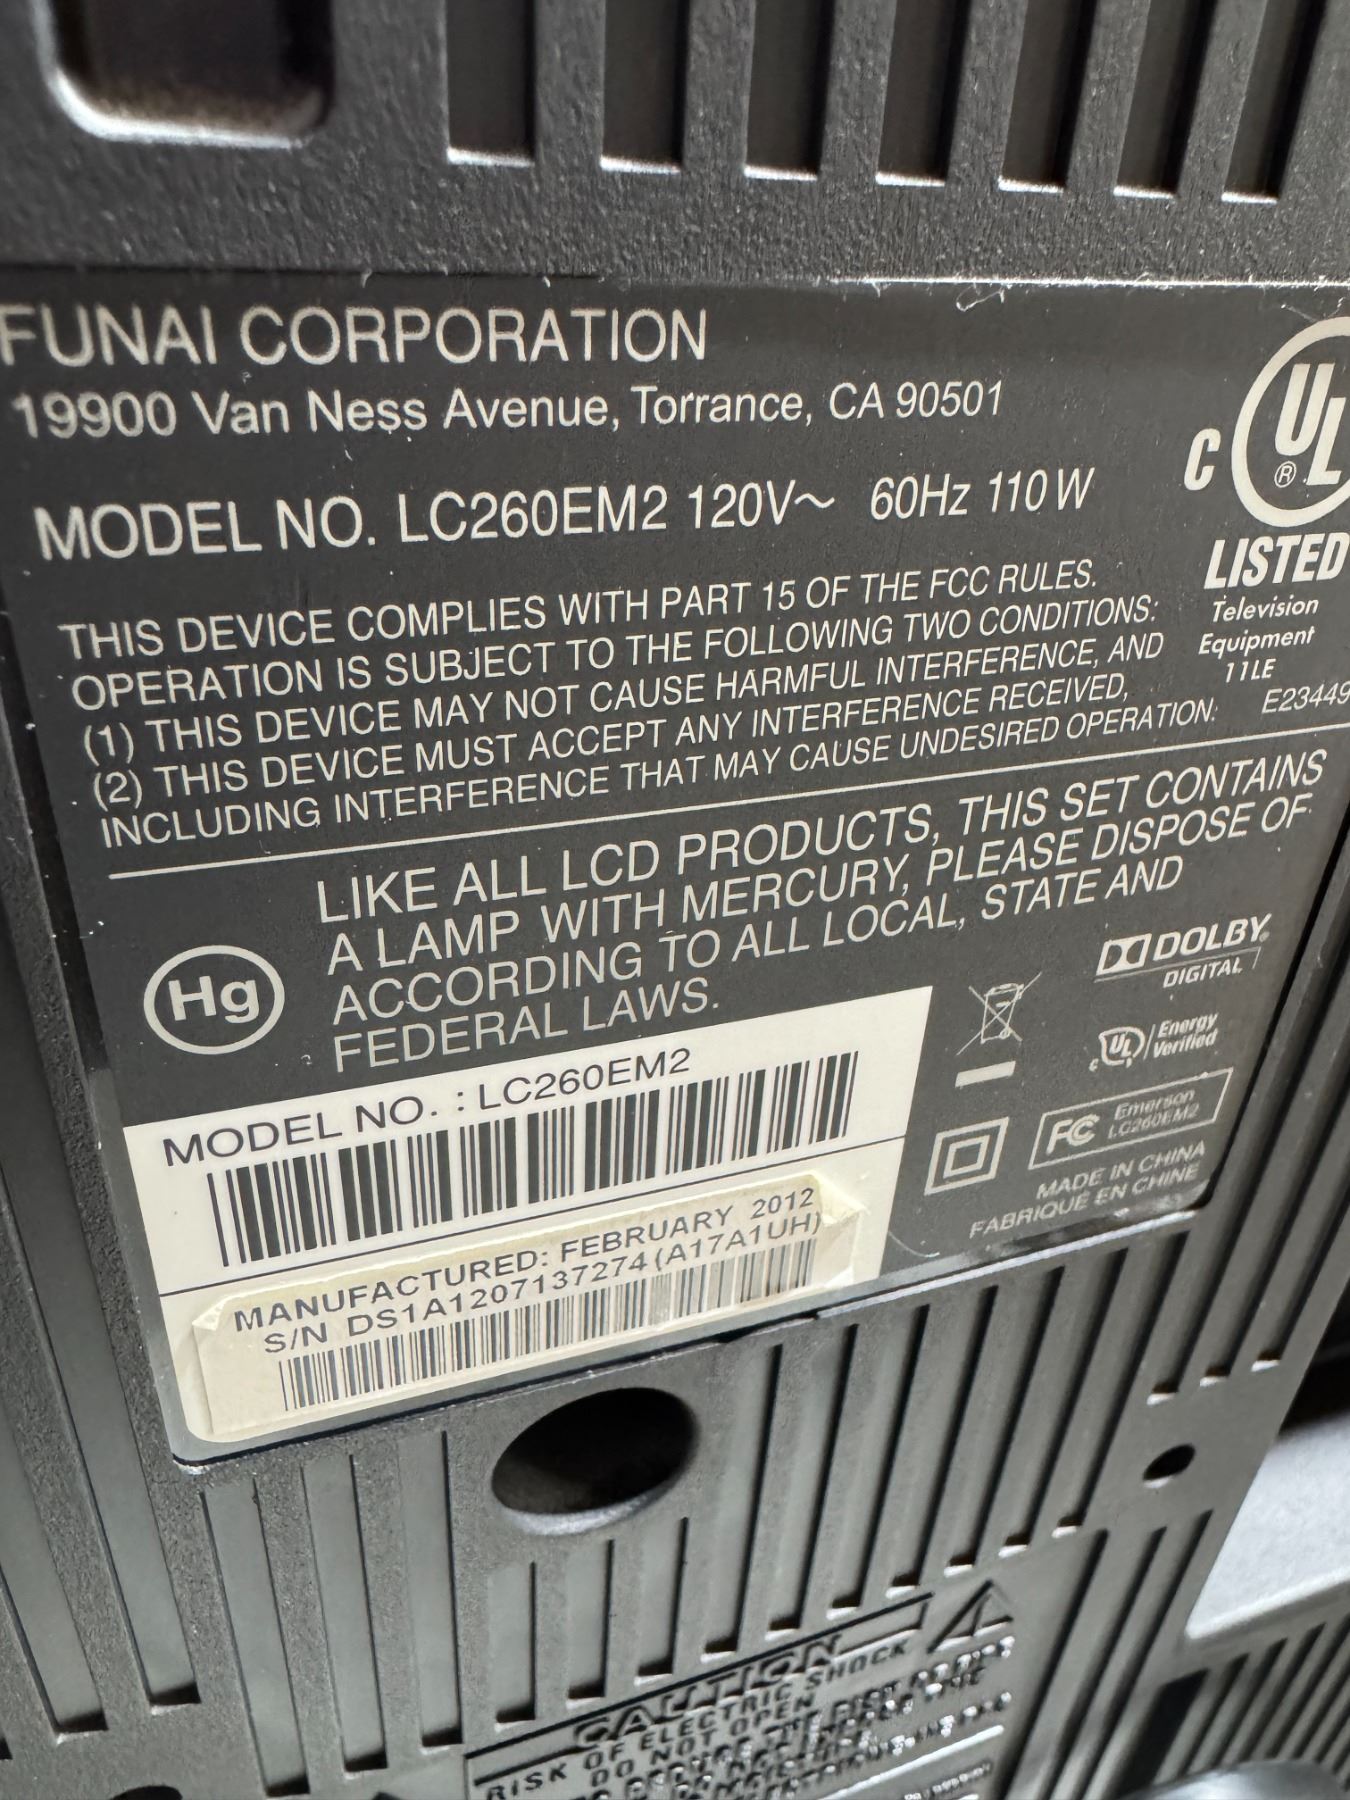 FUNAI CORPORATION
19900 Van Ness Avenue, Torrance, CA 90501
MODEL NO. LC260EM2 120V~ 60Hz 110W
C UL ®
LISTED
Television
Equipment
11LE
E23449
THIS DEVICE COMPLIES WITH PART 15 OF THE FCC RULES.
OPERATION IS SUBJECT TO THE FOLLOWING TWO CONDITIONS:
(1) THIS DEVICE MAY NOT CAUSE HARMFUL INTERFERENCE, AND
(2) THIS DEVICE MUST ACCEPT ANY INTERFERENCE RECEIVED,
INCLUDING INTERFERENCE THAT MAY CAUSE UNDESIRED OPERATION.
Hg
LIKE ALL LCD PRODUCTS, THIS SET CONTAINS
A LAMP WITH MERCURY, PLEASE DISPOSE OF
ACCORDING TO ALL LOCAL, STATE AND
FEDERAL LAWS.
DOLBY
DIGITAL
c UL Energy
Verified
FC Emerson
LC260EM2
MADE IN CHINA
FABRIQUÉ EN CHINE
MODEL NO. : LC260EM2
MANUFACTURED: FEBRUARY 2012
S/N DS1A1207137274 (A17A1UH)
CAUTION
RISK OF ELECTRIC SHOCK
DO NOT OPEN